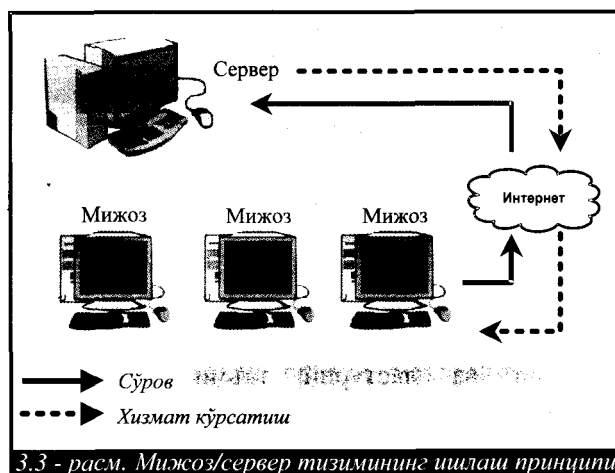 Сервер
Интернет
Мижоз Мижоз Мижоз
Сўров
Хизмат кўрсатиш
3.3 - расм. Мижоз/сервер тизимининг ишлаш принципи